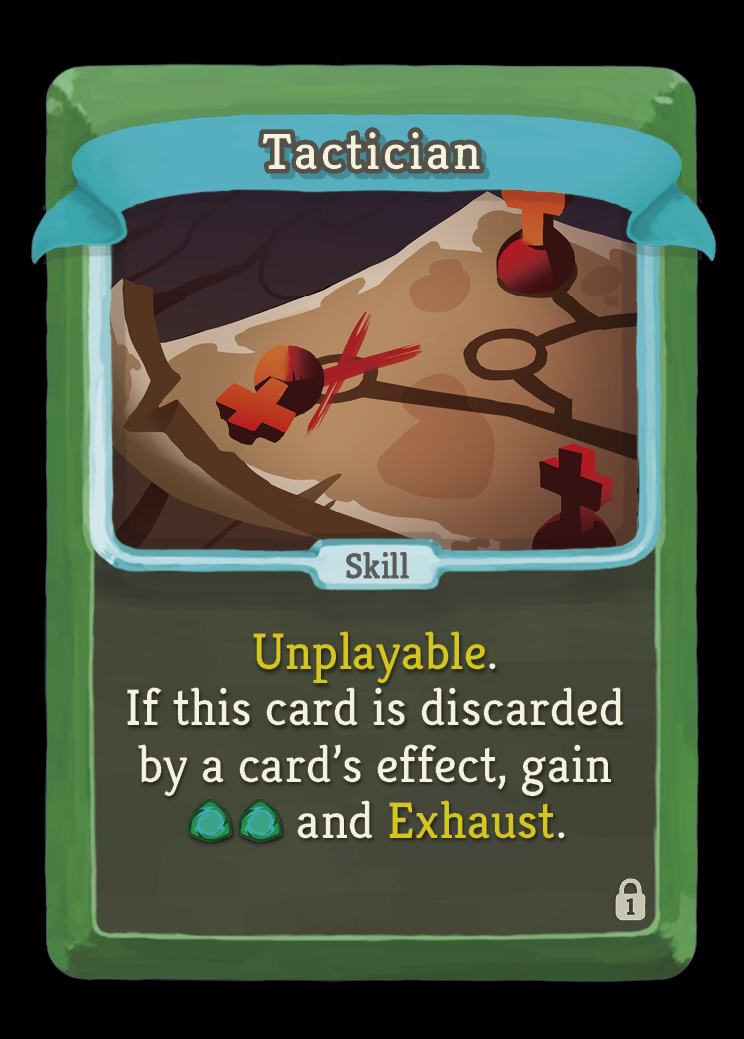 Tactician
Skill
Unplayable.
If this card is discarded
by a card’s effect, gain
and Exhaust.
1